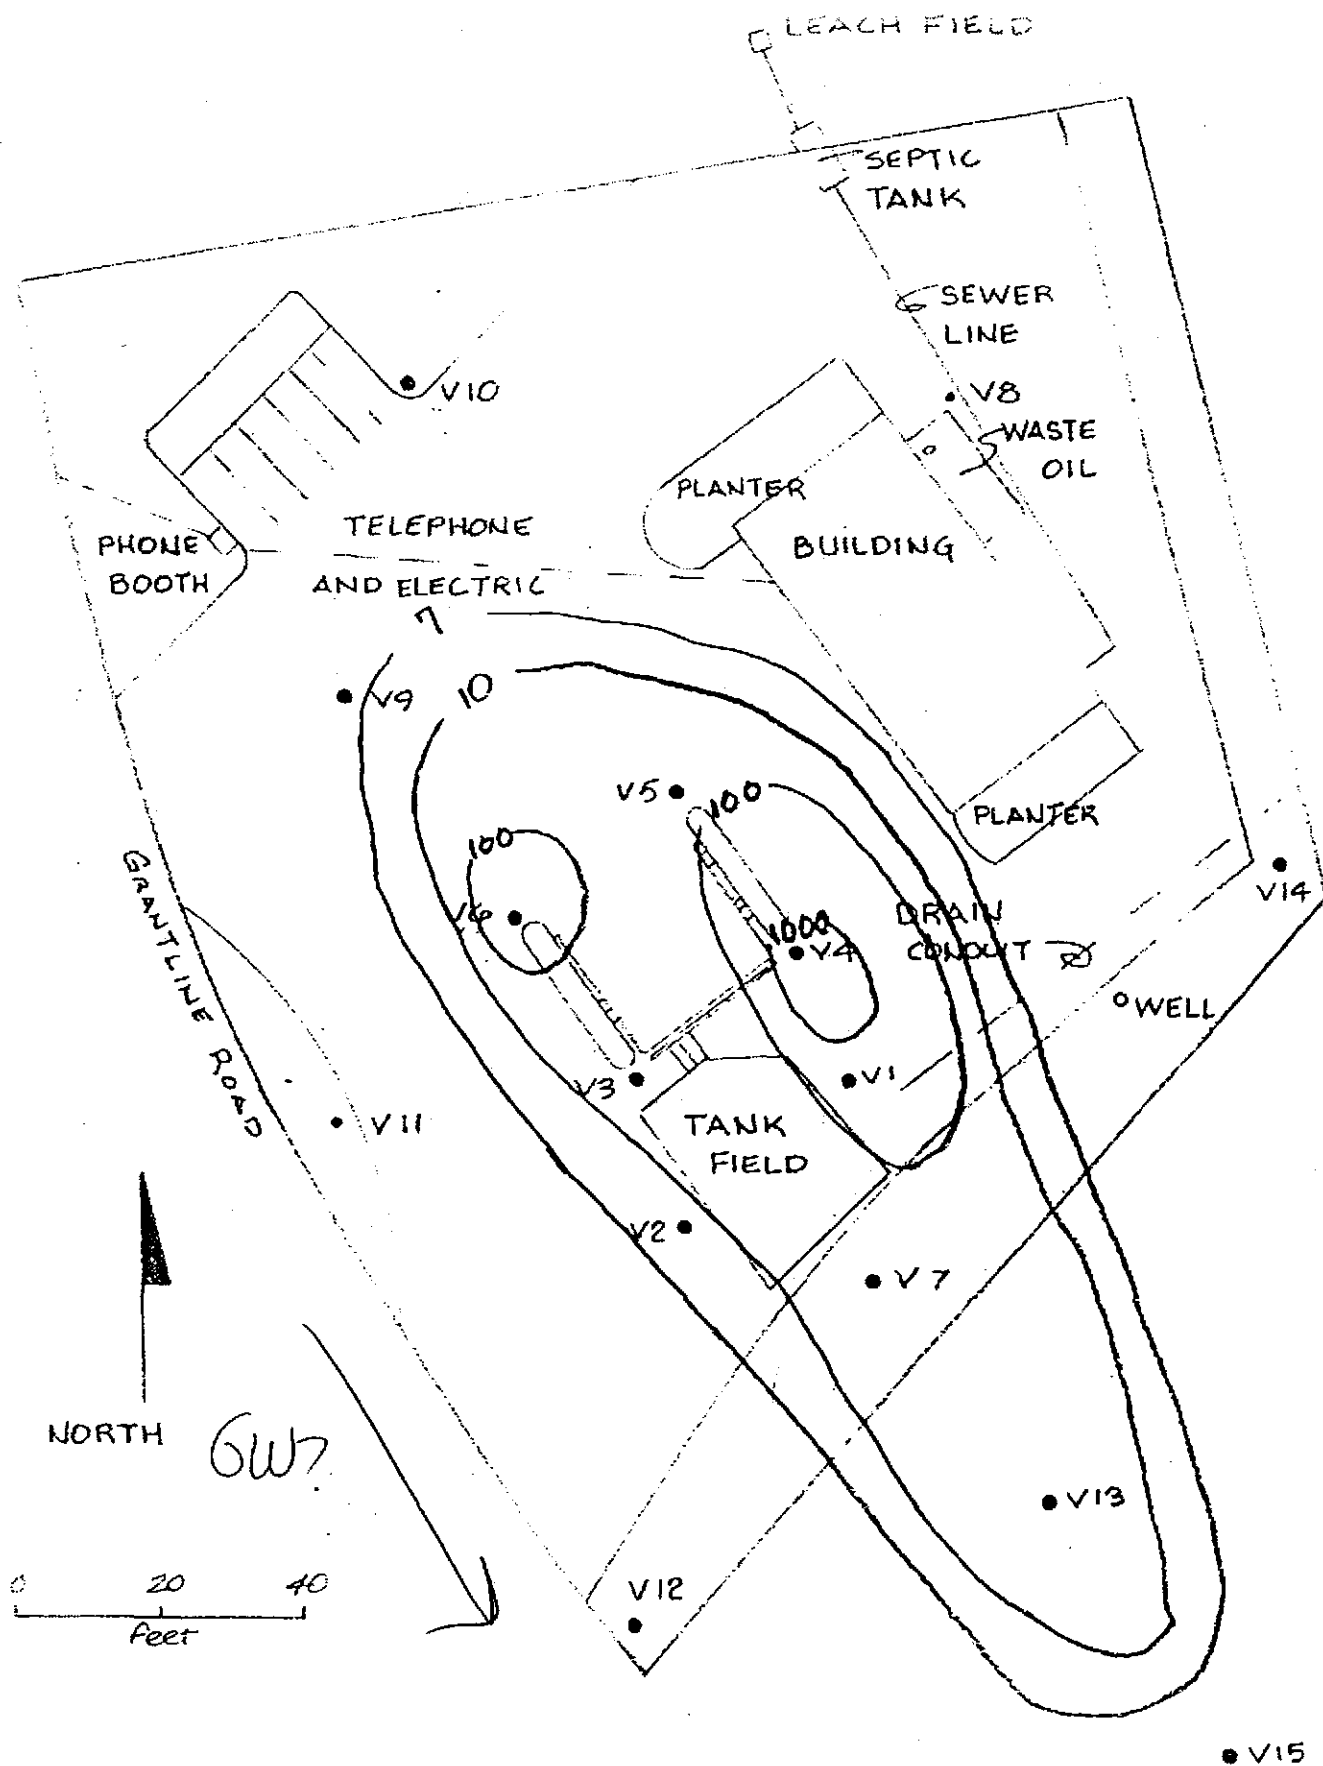 LEACH FIELD
SEPTIC
TANK
SEWER
LINE
V10
V8
WASTE
OIL
PLANTER
TELEPHONE
AND ELECTRIC
PHONE
BOOTH
BUILDING
7
10
V9
V5
100
PLANTER
100
V6
1000
V4
DRAIN
CONDUIT
V14
WELL
GRANTLINE ROAD
V3
V1
V11
TANK
FIELD
V2
V7
NORTH
GW?
V13
0 20 40
feet
V12
V15